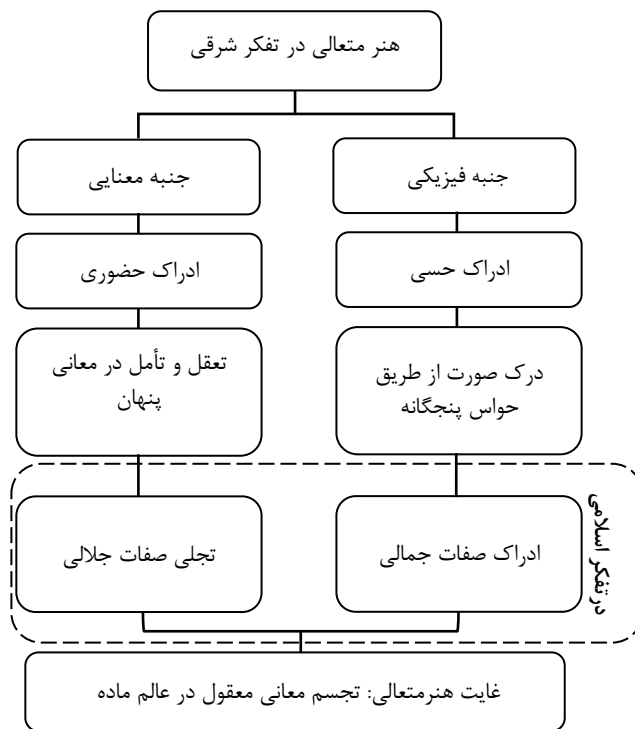 هنر متعالی در تفکر شرقی
جنبه فیزیکی
جنبه معنایی
ادراک حسی
ادراک حضوری
درک صورت از طریق
حواس پنجگانه
تعقل و تأمل در معانی
پنهان
در تفکر اسلامی
ادراک صفات جمالی
تجلی صفات جلالی
غایت هنرمتعالی: تجسم معانی معقول در عالم ماده